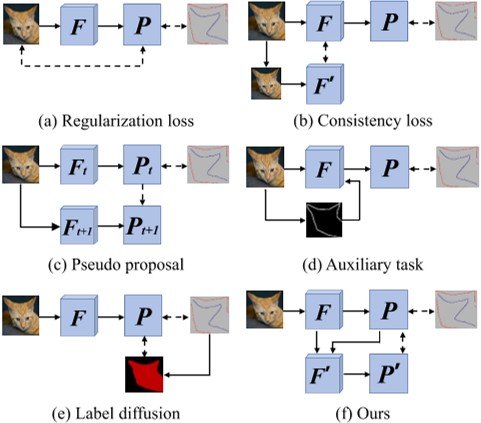 F P
(a) Regularization loss
F P
F'
(b) Consistency loss
Ft Pt
Ft+1 Pt+1
(c) Pseudo proposal
F P
(d) Auxiliary task
F P
(e) Label diffusion
F P
F' P'
(f) Ours